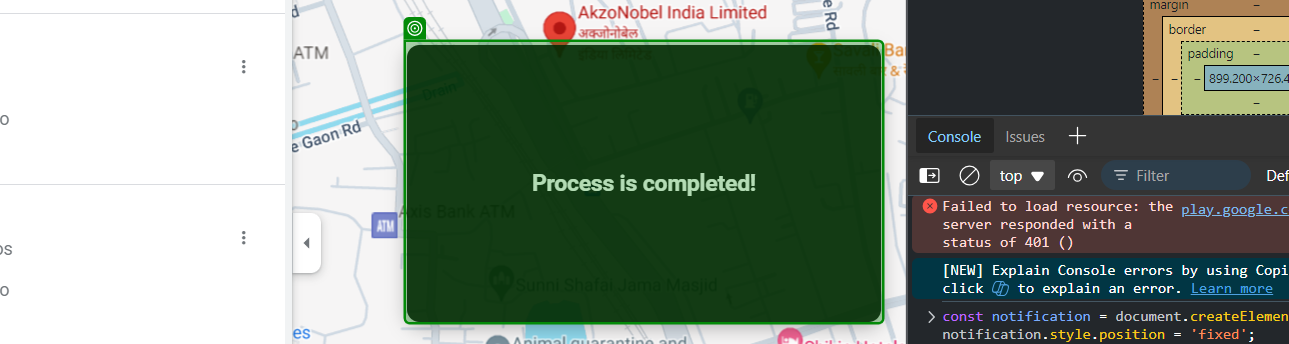 AkzoNobel India Limited
अक्जोनोबेल
e Rd
ATM
Drain
e Gaon Rd
o
Process is completed!
ATM
Axis Bank ATM
os
Sunni Shafai Jama Masjid
o
es
Animal quarantine and
margin
border
padding
899.200×726.4
Console
Issues
top
Filter
Def
Failed to load resource: the
play.google.c
server responded with a
status of 401 ()
[NEW] Explain Console errors by using Copi
click to explain an error. Learn more
const notification = document.createElemen
notification.style.position = 'fixed';